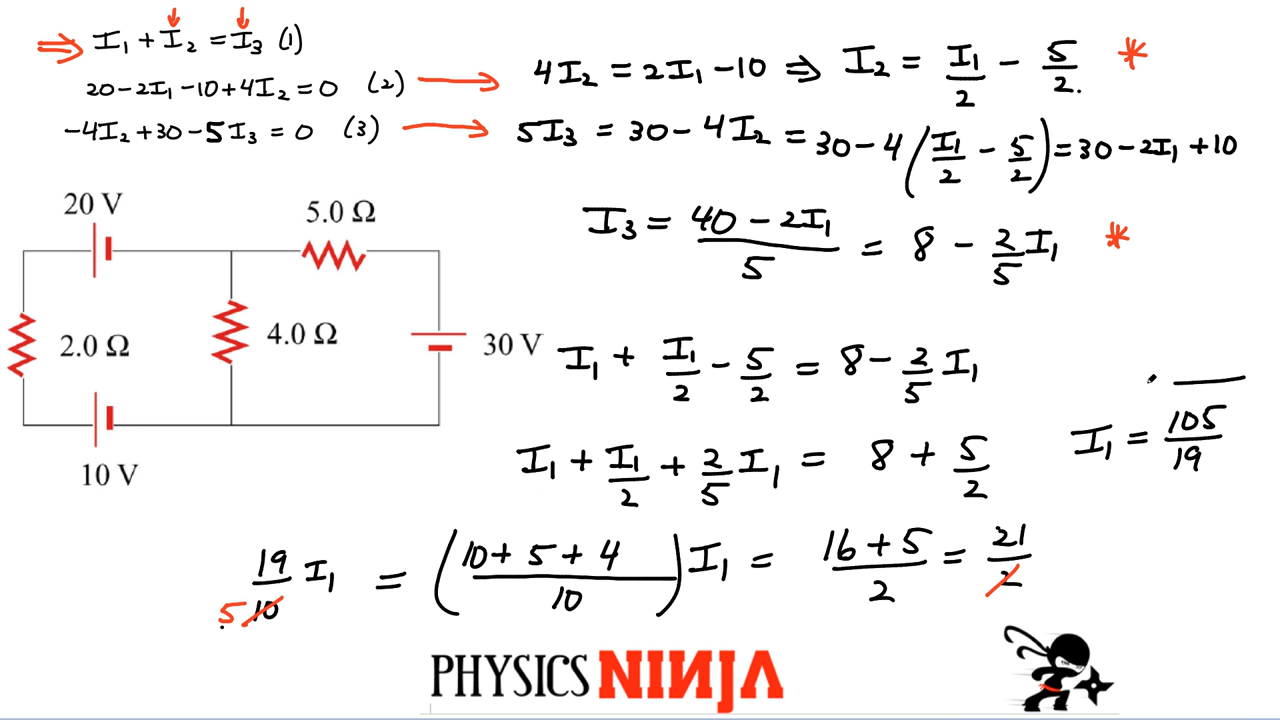 ⇒ I₁ + I₂ = I₃ (1)
20 - 2I₁ - 10 + 4I₂ = 0 (2) → 4I₂ = 2I₁ - 10 ⇒ I₂ = I₁/2 - 5/2. *
-4I₂ + 30 - 5I₃ = 0 (3) → 5I₃ = 30 - 4I₂ = 30 - 4(I₁/2 - 5/2) = 30 - 2I₁ + 10
I₃ = (40 - 2I₁)/5 = 8 - 2/5 I₁ *
20 V
5.0 Ω
2.0 Ω
4.0 Ω
30 V
10 V
I₁ + I₁/2 - 5/2 = 8 - 2/5 I₁
I₁ + I₁/2 + 2/5 I₁ = 8 + 5/2
I₁ = 105/19
19/10 I₁ = ((10 + 5 + 4)/10) I₁ = (16 + 5)/2 = 21/2
5
PHYSICS NINJA